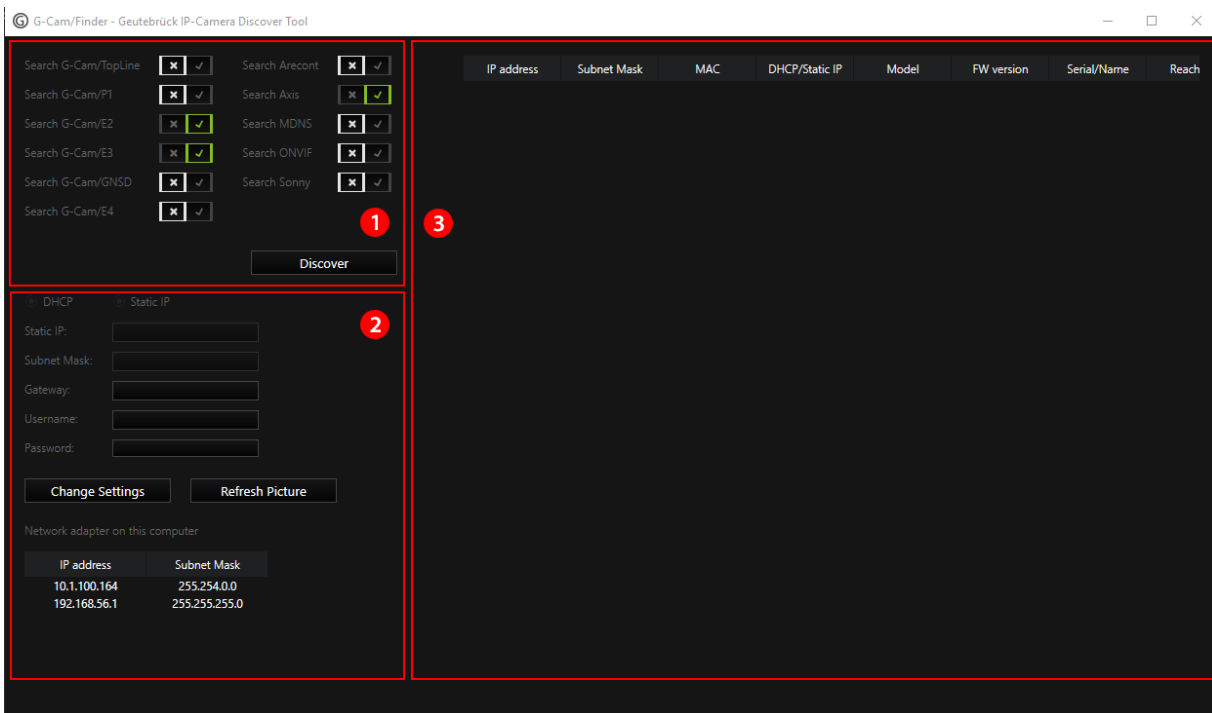 G-Cam/Finder - Geutebrück IP-Camera Discover Tool
Search G-Cam/TopLine
Search Arecont
Search G-Cam/P1
Search Axis
Search G-Cam/E2
Search MDNS
Search G-Cam/E3
Search ONVIF
Search G-Cam/GNSD
Search Sonny
Search G-Cam/E4
1
Discover
DHCP Static IP
2
Static IP:
Subnet Mask:
Gateway:
Username:
Password:
Change Settings Refresh Picture
Network adapter on this computer
IP address Subnet Mask
10.1.100.164 255.254.0.0
192.168.56.1 255.255.255.0
IP address Subnet Mask MAC DHCP/Static IP Model FW version Serial/Name Reach
3